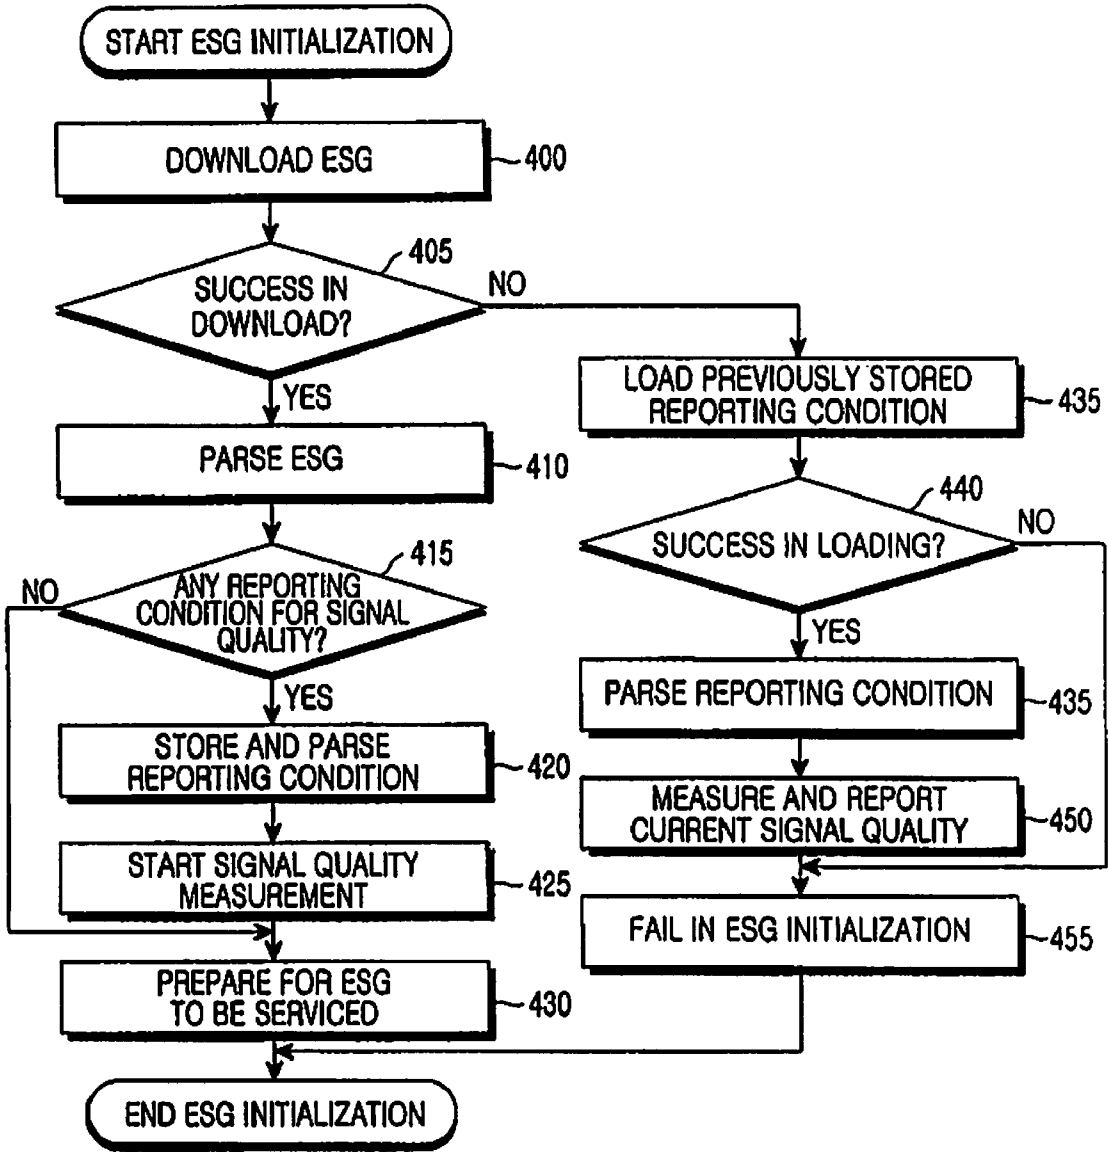 START ESG INITIALIZATION
DOWNLOAD ESG
400
405
SUCCESS IN
DOWNLOAD?
NO
YES
PARSE ESG
410
415
NO
ANY REPORTING
CONDITION FOR SIGNAL
QUALITY?
YES
STORE AND PARSE
REPORTING CONDITION
420
START SIGNAL QUALITY
MEASUREMENT
425
PREPARE FOR ESG
TO BE SERVICED
430
LOAD PREVIOUSLY STORED
REPORTING CONDITION
435
440
SUCCESS IN LOADING?
NO
YES
PARSE REPORTING CONDITION
435
MEASURE AND REPORT
CURRENT SIGNAL QUALITY
450
FAIL IN ESG INITIALIZATION
455
END ESG INITIALIZATION